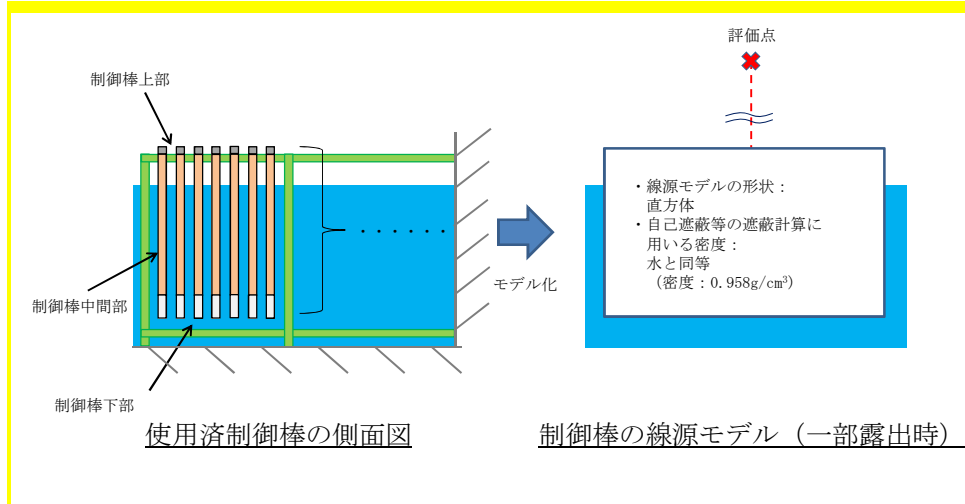 制御棒上部
制御棒中間部
制御棒下部
・・・・・・
使用済制御棒の側面図
モデル化
評価点
・線源モデルの形状：
直方体
・自己遮蔽等の遮蔽計算に
用いる密度：
水と同等
（密度：0.958g/cm³）
制御棒の線源モデル（一部露出時）